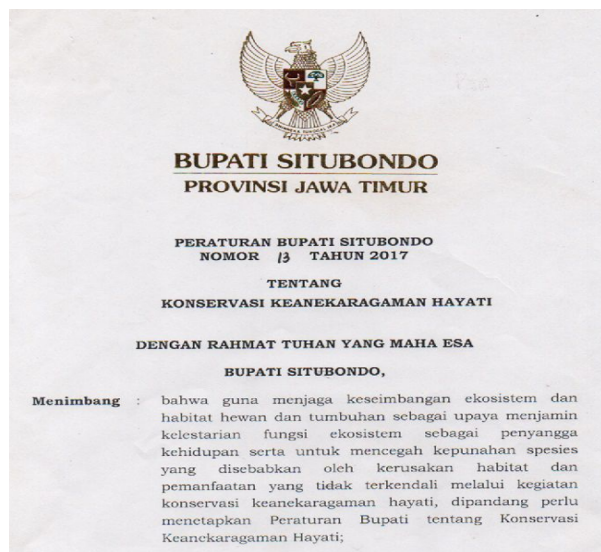 BUPATI SITUBONDO
PROVINSI JAWA TIMUR
PERATURAN BUPATI SITUBONDO
NOMOR 13 TAHUN 2017
TENTANG
KONSERVASI KEANEKARAGAMAN HAYATI
DENGAN RAHMAT TUHAN YANG MAHA ESA
BUPATI SITUBONDO,
Menimbang : bahwa guna menjaga keseimbangan ekosistem dan
habitat hewan dan tumbuhan sebagai upaya menjamin
kelestarian fungsi ekosistem sebagai penyangga
kehidupan serta untuk mencegah kepunahan spesies
yang disebabkan oleh kerusakan habitat dan
pemanfaatan yang tidak terkendali melalui kegiatan
konservasi keanekaragaman hayati, dipandang perlu
menetapkan Peraturan Bupati tentang Konservasi
Keanekaragaman Hayati;